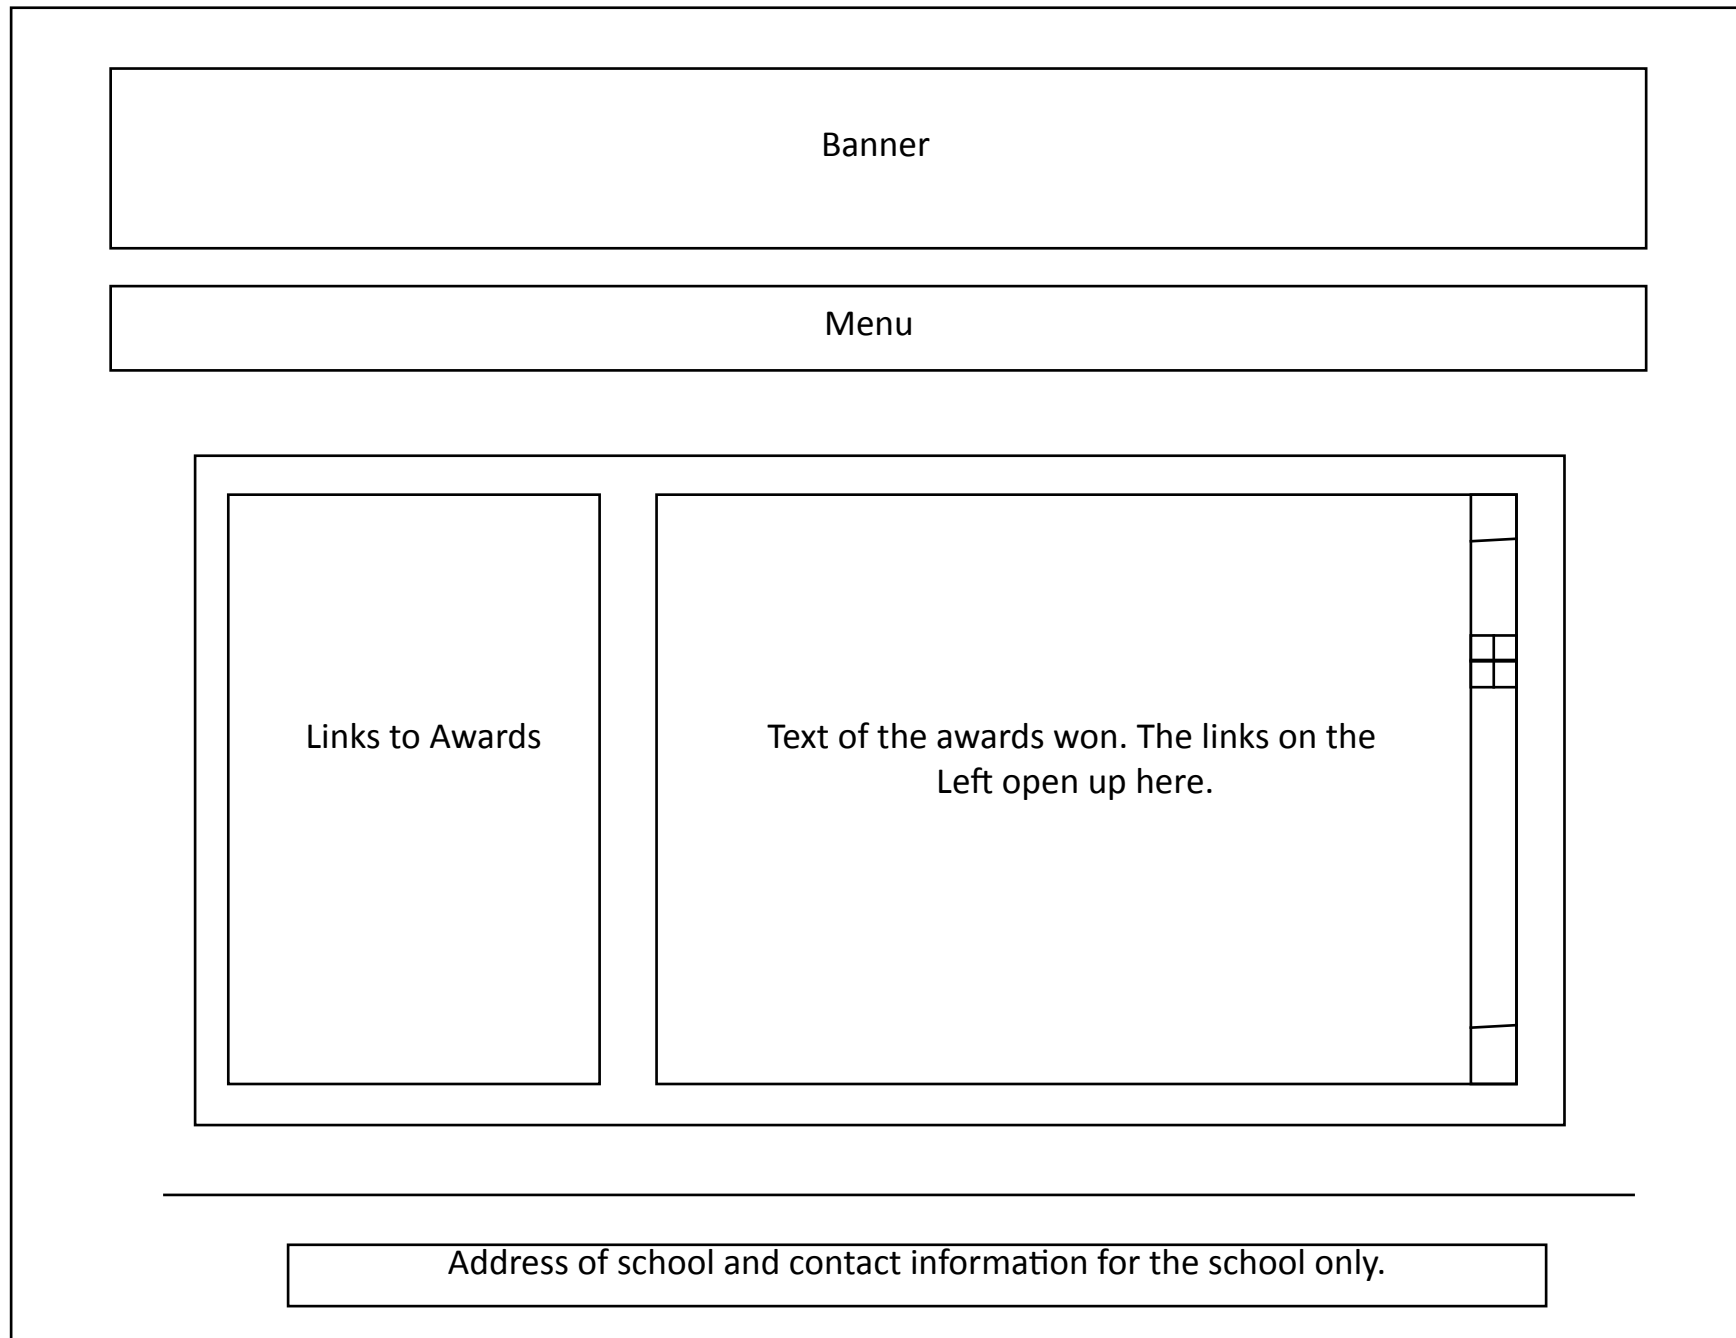 Banner
Menu
Links to Awards
Text of the awards won. The links on the
Left open up here.
Address of school and contact information for the school only.